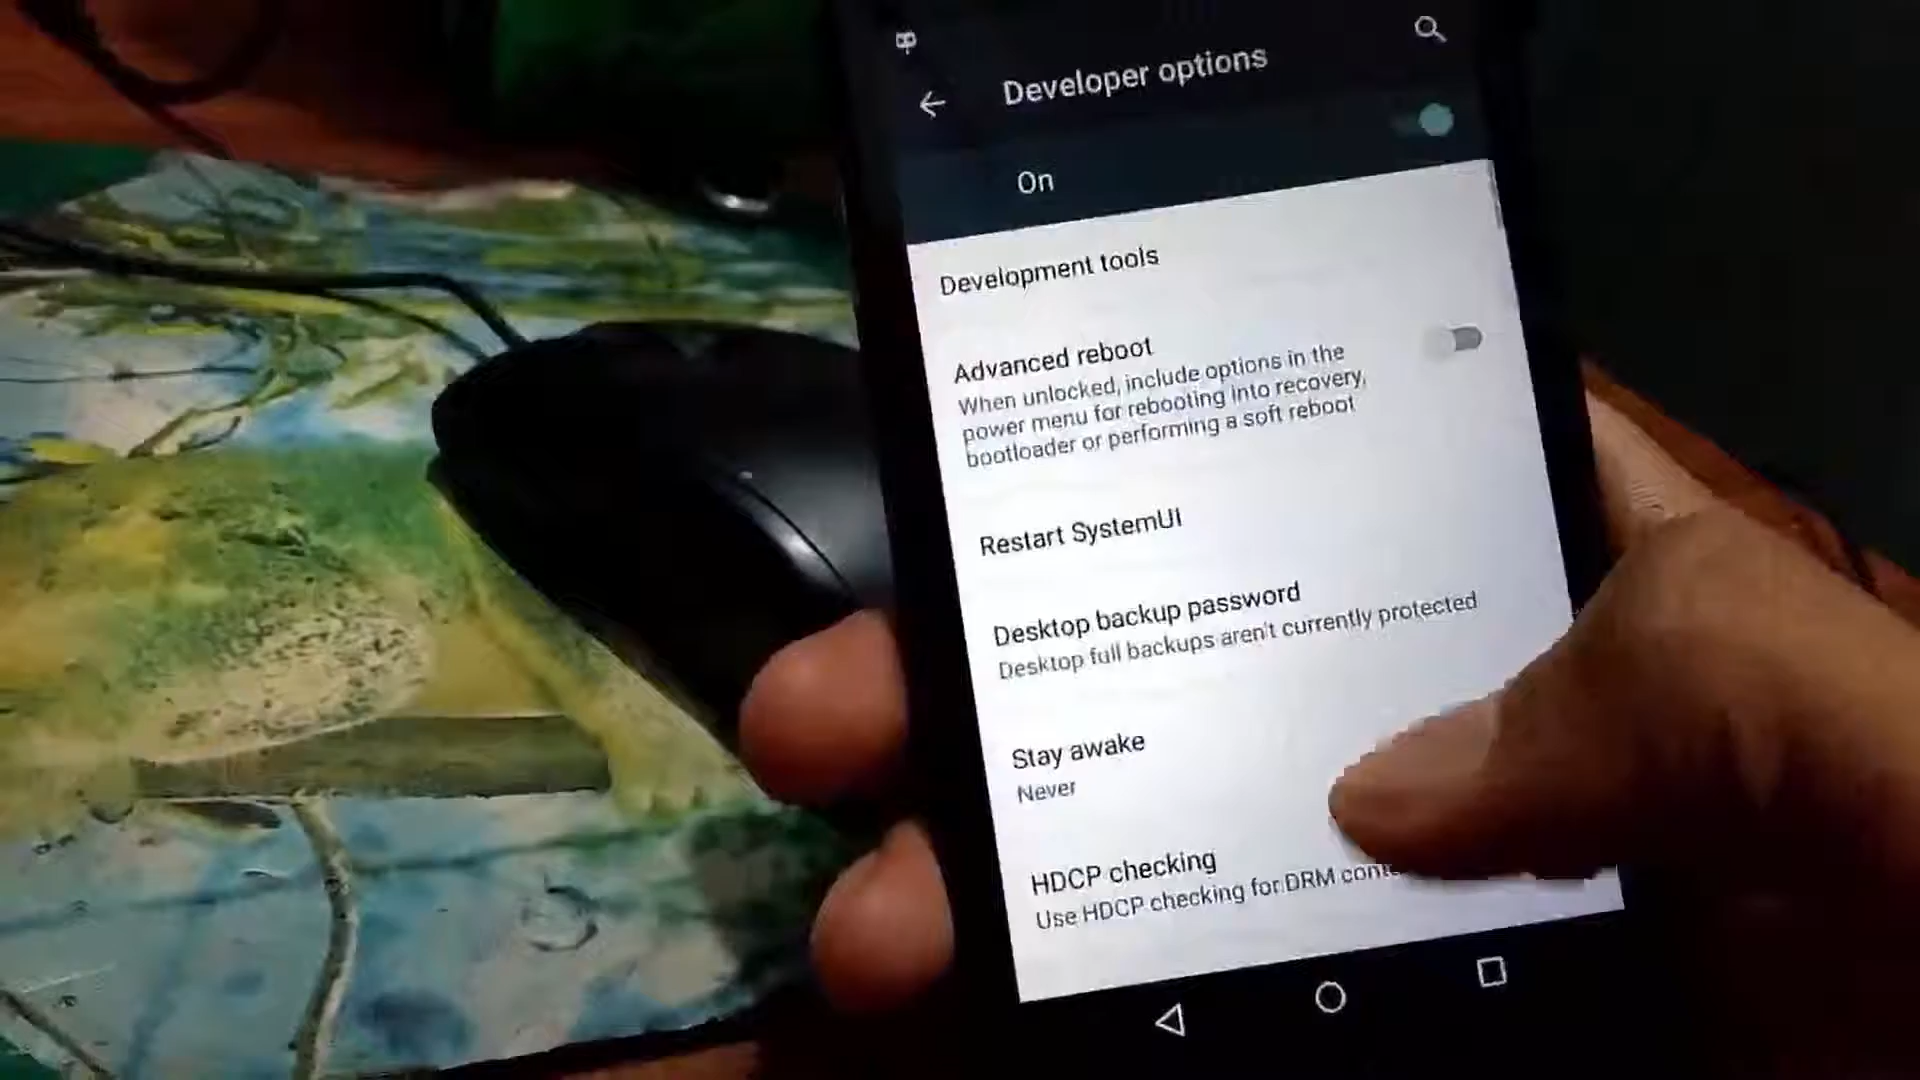 Developer options
On
Development tools
Advanced reboot
When unlocked, include options in the
power menu for rebooting into recovery,
bootloader or performing a soft reboot
Restart SystemUI
Desktop backup password
Desktop full backups aren't currently protected
Stay awake
Never
HDCP checking
Use HDCP checking for DRM